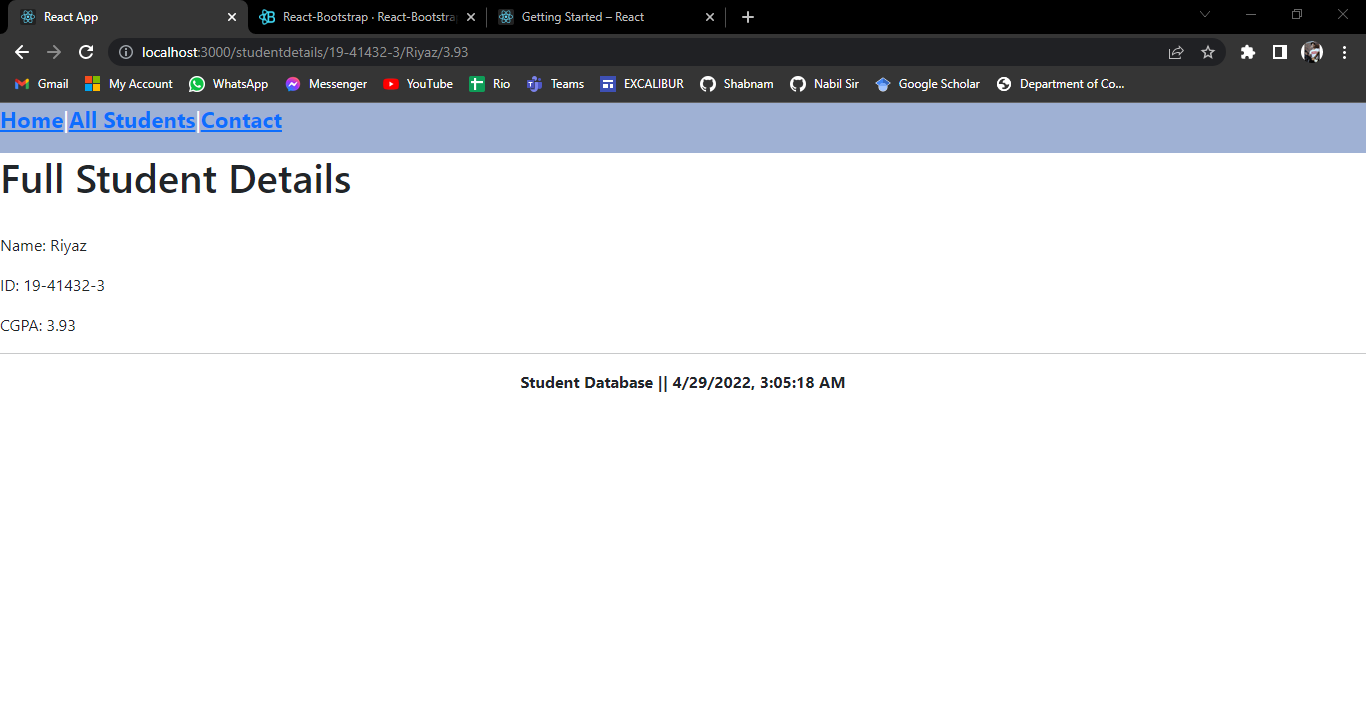 React App
React-Bootstrap · React-Bootstrap
Getting Started – React
localhost:3000/studentdetails/19-41432-3/Riyaz/3.93
Gmail My Account WhatsApp Messenger YouTube Rio Teams EXCALIBUR Shabnam Nabil Sir Google Scholar Department of Co...
Home|All Students|Contact
Full Student Details
Name: Riyaz
ID: 19-41432-3
CGPA: 3.93
Student Database || 4/29/2022, 3:05:18 AM